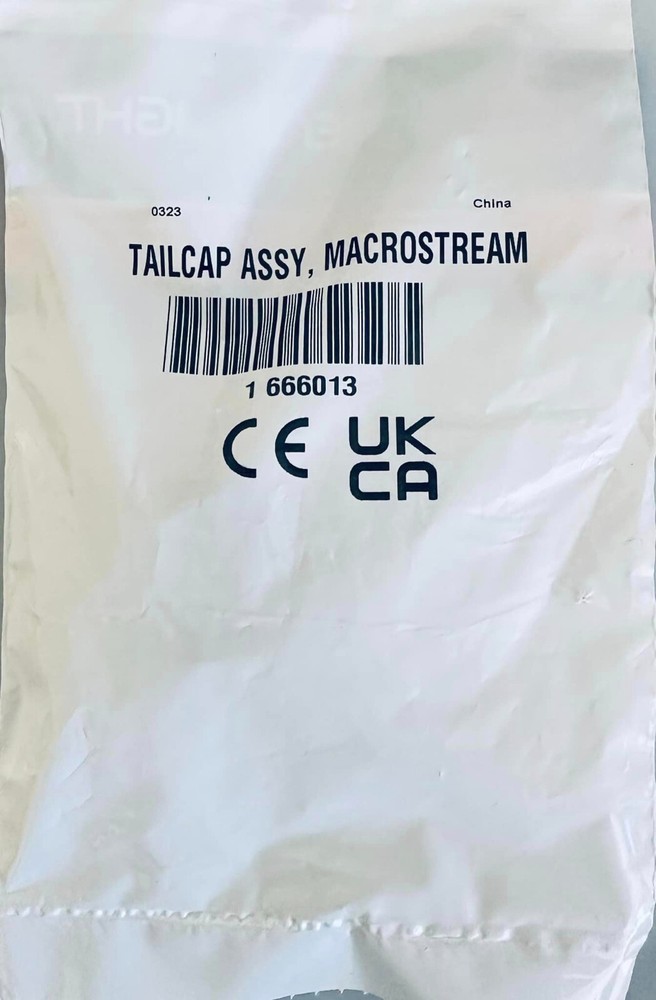 0323
China
TAILCAP ASSY, MACROSTREAM
1 666013
CE
UK
CA